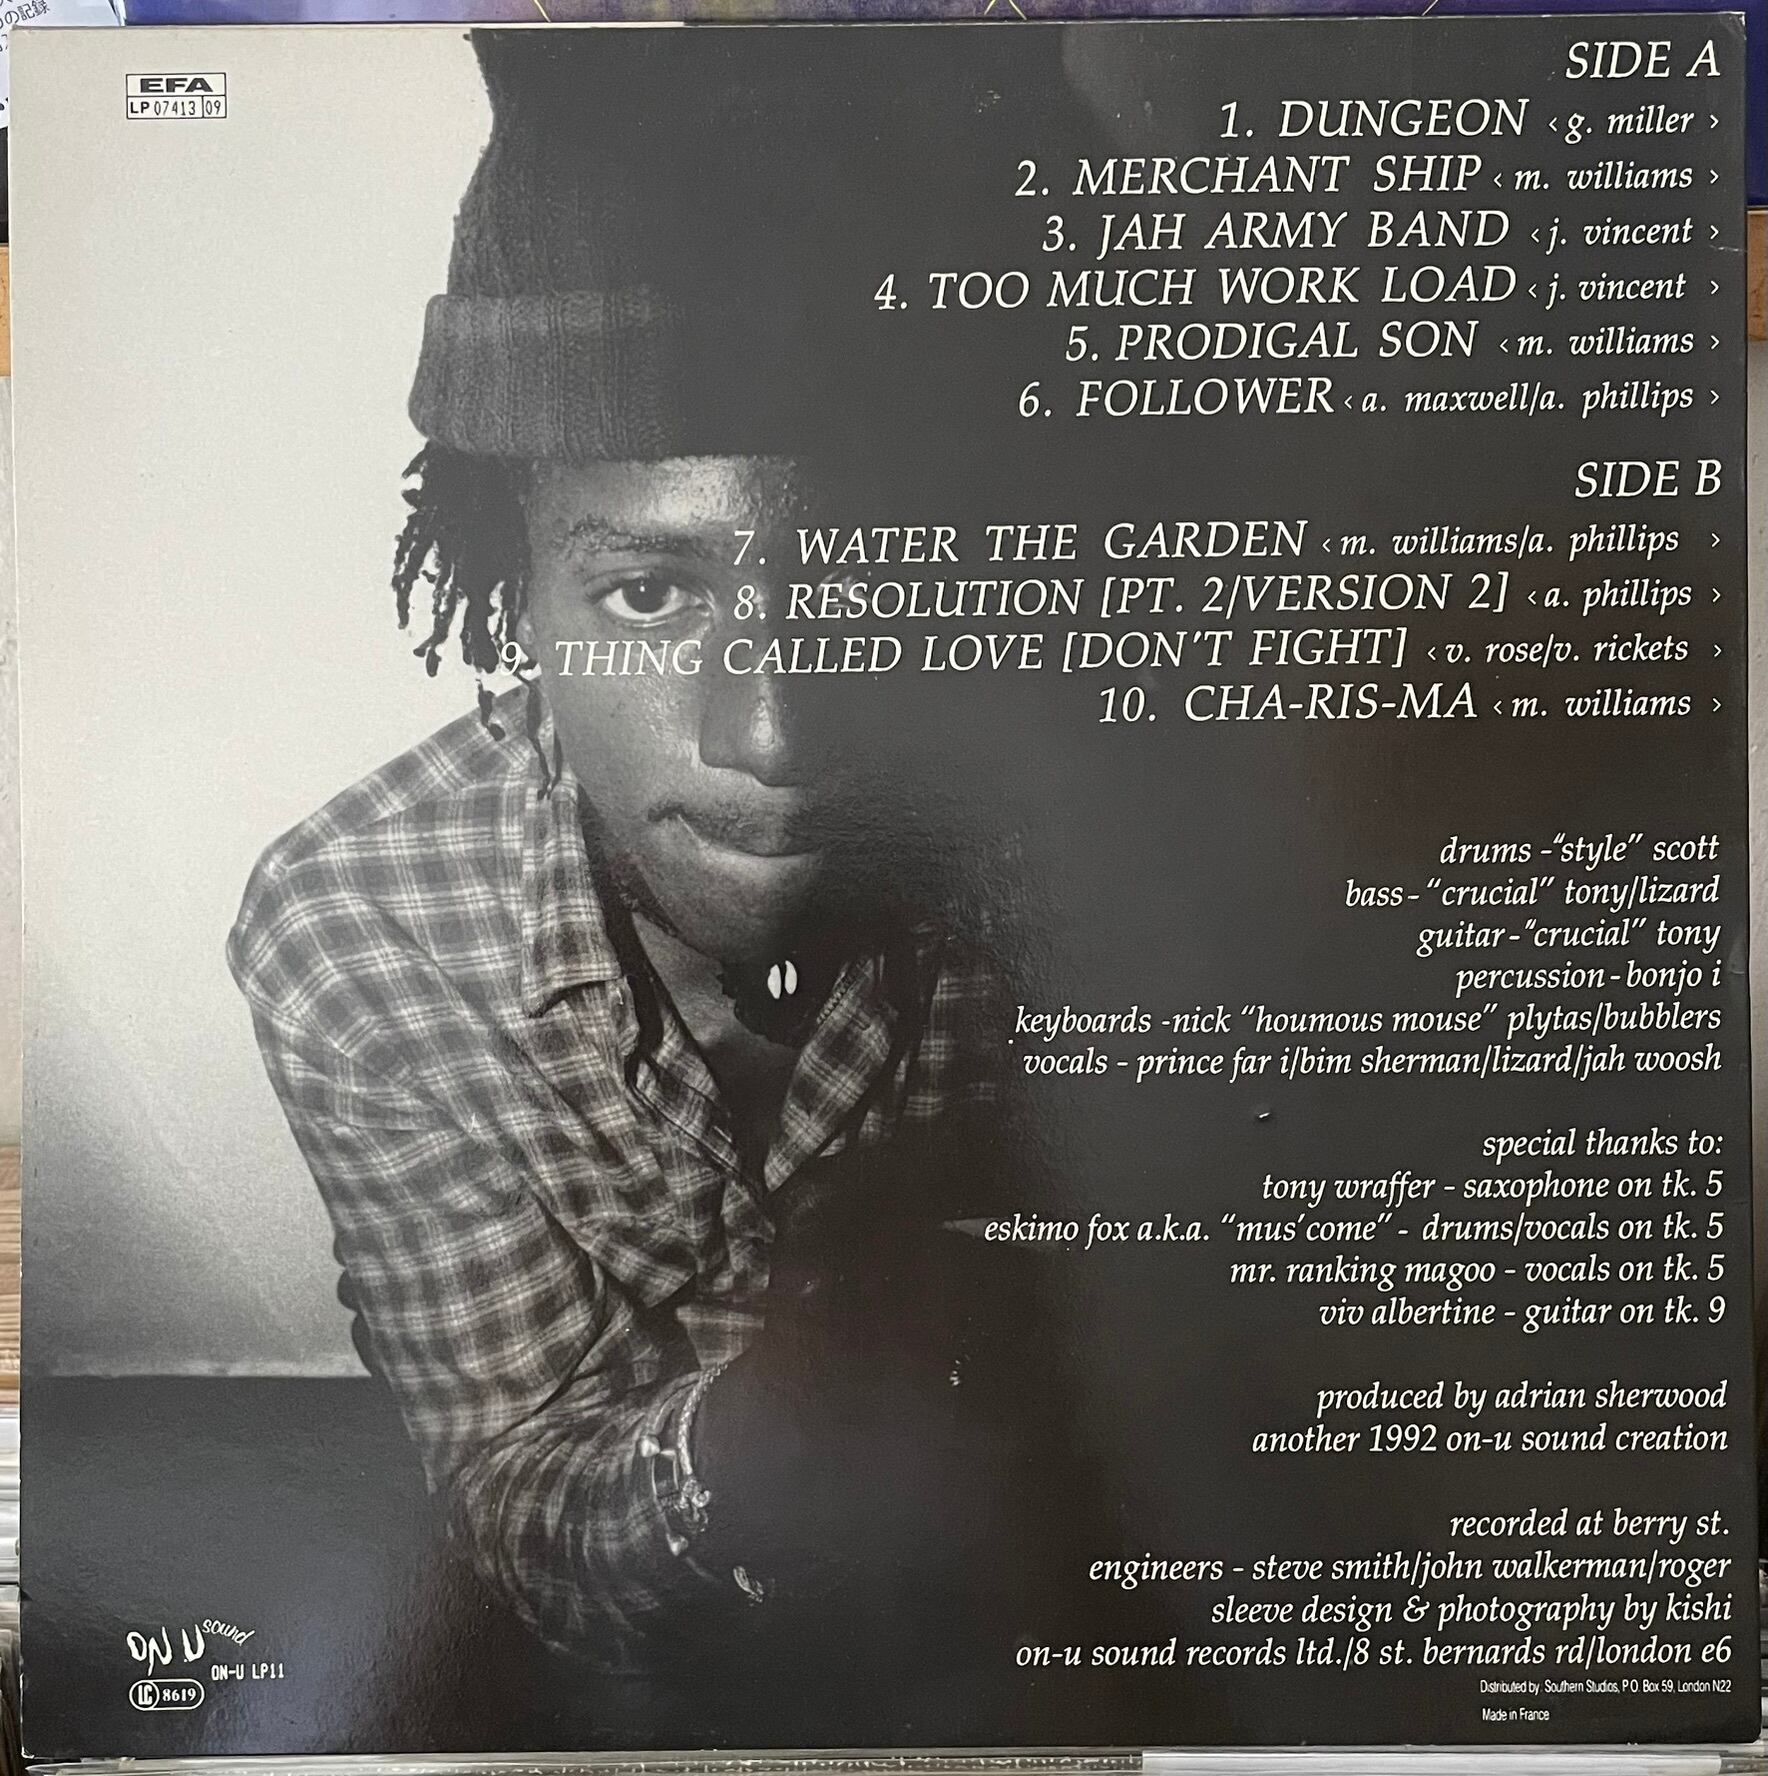 の記録
EFA
LP 07413 09
SIDE A
1. DUNGEON ‹ g. miller ›
2. MERCHANT SHIP ‹ m. williams ›
3. JAH ARMY BAND ‹ j. vincent ›
4. TOO MUCH WORK LOAD ‹ j. vincent ›
5. PRODIGAL SON ‹ m. williams ›
6. FOLLOWER ‹ a. maxwell/a. phillips ›
SIDE B
7. WATER THE GARDEN ‹ m. williams/a. phillips ›
8. RESOLUTION [PT. 2/VERSION 2] ‹ a. phillips ›
9. THING CALLED LOVE [DON'T FIGHT] ‹ v. rose/v. rickets ›
10. CHA-RIS-MA ‹ m. williams ›
drums -"style" scott
bass- "crucial" tony/lizard
guitar -"crucial" tony
percussion - bonjo i
keyboards -nick "houmous mouse" plytas/bubblers
vocals - prince far i/bim sherman/lizard/jah woosh
special thanks to:
tony wraffer - saxophone on tk. 5
eskimo fox a.k.a. "mus'come" - drums/vocals on tk. 5
mr. ranking magoo - vocals on tk. 5
viv albertine - guitar on tk. 9
produced by adrian sherwood
another 1992 on-u sound creation
recorded at berry st.
engineers - steve smith/john walkerman/roger
sleeve design & photography by kishi
on-u sound records ltd./8 st. bernards rd/london e6
Distributed by: Southern Studios, P.O. Box 59, London N22
Made in France
ON U sound
ON-U LP11
LC 8619